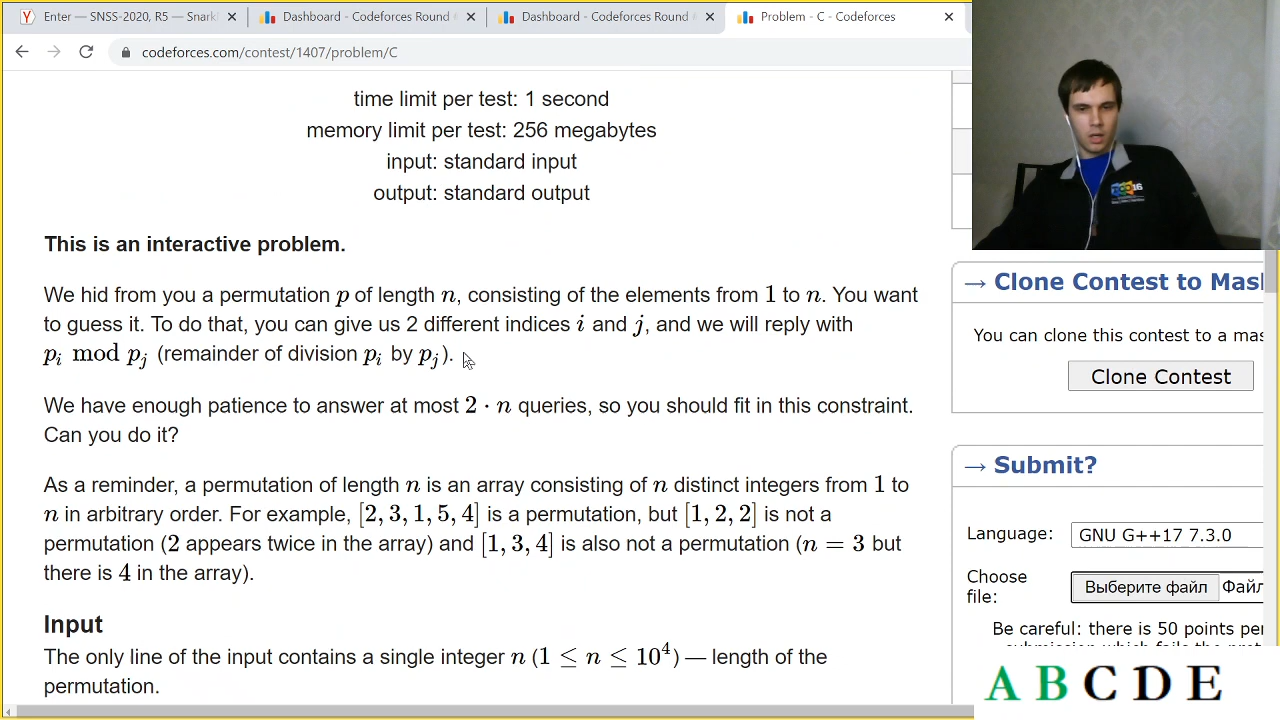 Enter — SNSS-2020, R5 — Snark
Dashboard - Codeforces Round
Dashboard - Codeforces Round
Problem - C - Codeforces
codeforces.com/contest/1407/problem/C
time limit per test: 1 second
memory limit per test: 256 megabytes
input: standard input
output: standard output
This is an interactive problem.
We hid from you a permutation p of length n, consisting of the elements from 1 to n. You want
to guess it. To do that, you can give us 2 different indices i and j, and we will reply with
p_i mod p_j (remainder of division p_i by p_j).
We have enough patience to answer at most 2 · n queries, so you should fit in this constraint.
Can you do it?
As a reminder, a permutation of length n is an array consisting of n distinct integers from 1 to
n in arbitrary order. For example, [2, 3, 1, 5, 4] is a permutation, but [1, 2, 2] is not a
permutation (2 appears twice in the array) and [1, 3, 4] is also not a permutation (n = 3 but
there is 4 in the array).
Input
The only line of the input contains a single integer n (1 ≤ n ≤ 10^4) — length of the
permutation.
→ Clone Contest to Mas
You can clone this contest to a mas
Clone Contest
→ Submit?
Language: GNU G++17 7.3.0
Choose
file:
Выберите файл Файл
Be careful: there is 50 points per
A B C D E